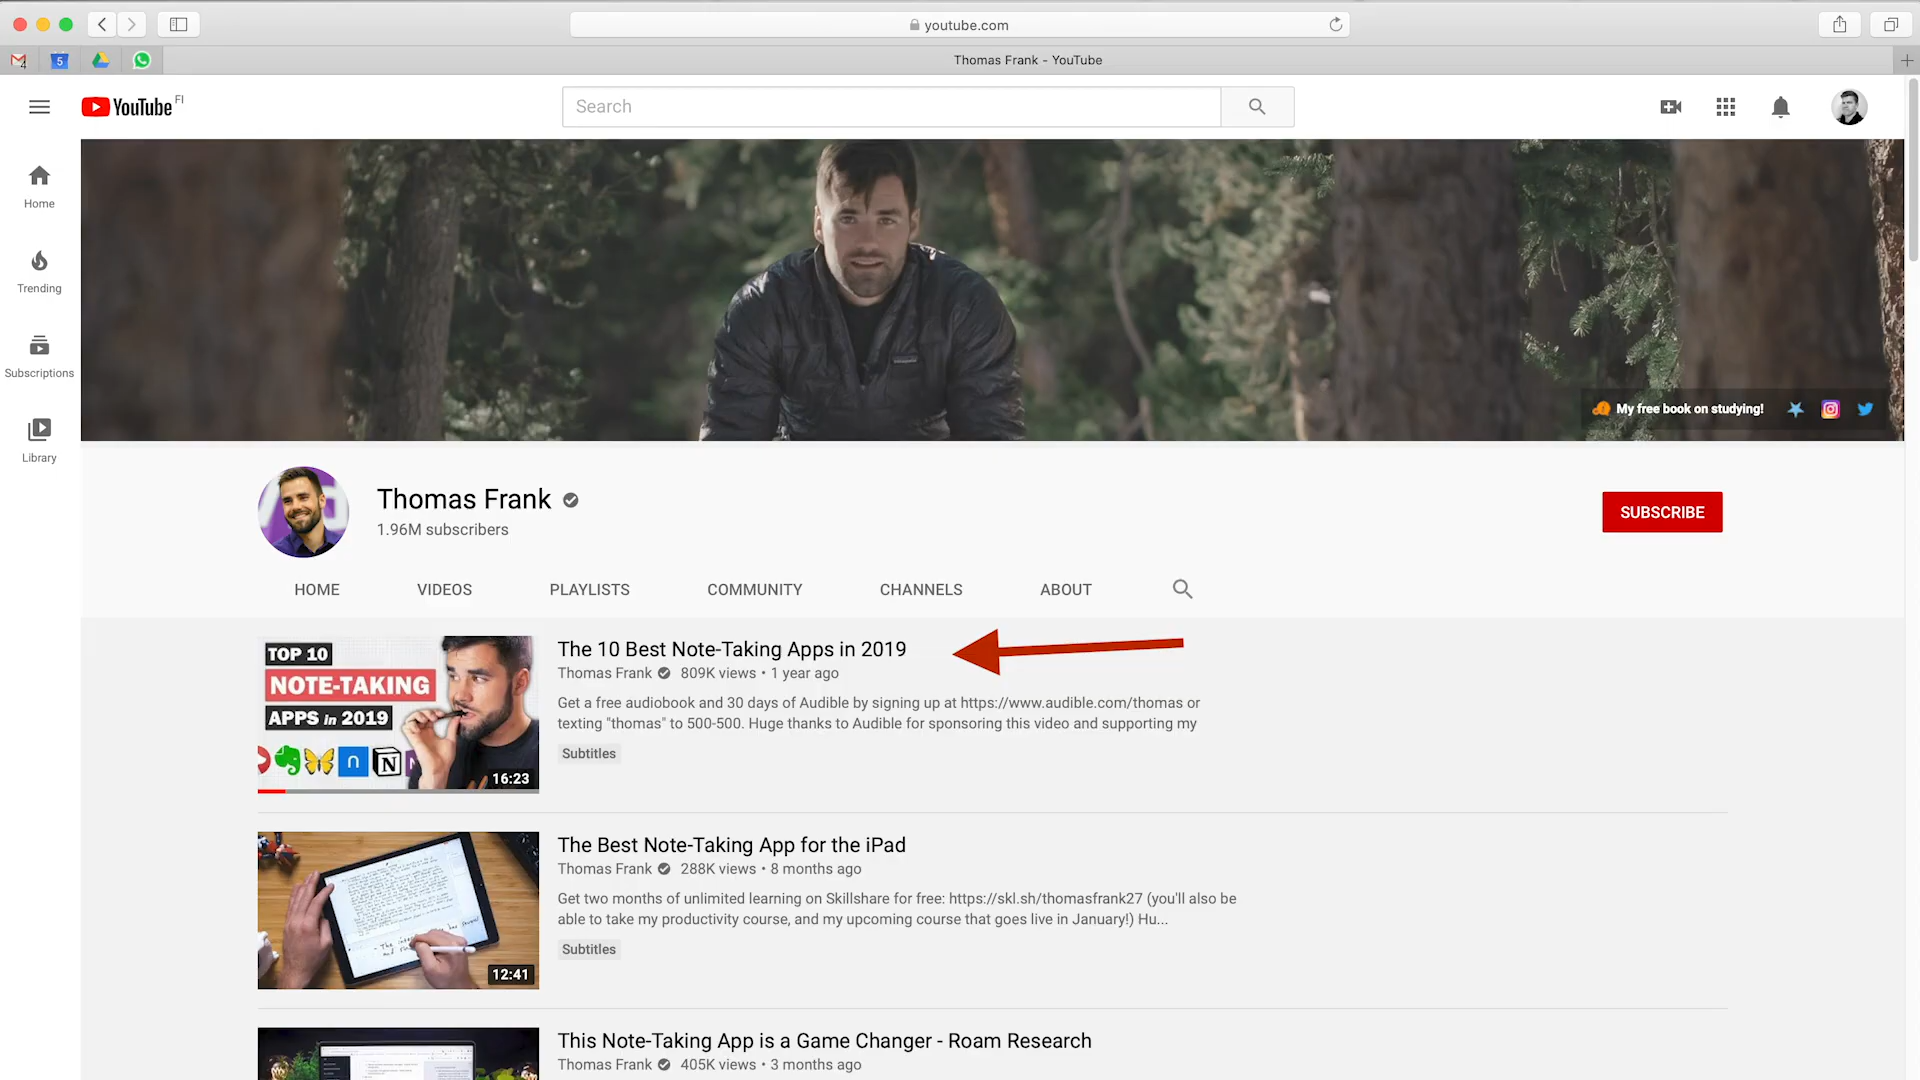 youtube.com
4
5
Thomas Frank - YouTube
YouTube FI
Search
Home
Trending
Subscriptions
Library
My free book on studying!
Thomas Frank
1.96M subscribers
SUBSCRIBE
HOME VIDEOS PLAYLISTS COMMUNITY CHANNELS ABOUT
TOP 10
NOTE-TAKING
APPS in 2019
n N
16:23
The 10 Best Note-Taking Apps in 2019
Thomas Frank 809K views • 1 year ago
Get a free audiobook and 30 days of Audible by signing up at https://www.audible.com/thomas or
texting "thomas" to 500-500. Huge thanks to Audible for sponsoring this video and supporting my
Subtitles
12:41
The Best Note-Taking App for the iPad
Thomas Frank 288K views • 8 months ago
Get two months of unlimited learning on Skillshare for free: https://skl.sh/thomasfrank27 (you'll also be
able to take my productivity course, and my upcoming course that goes live in January!) Hu...
Subtitles
This Note-Taking App is a Game Changer - Roam Research
Thomas Frank 405K views • 3 months ago